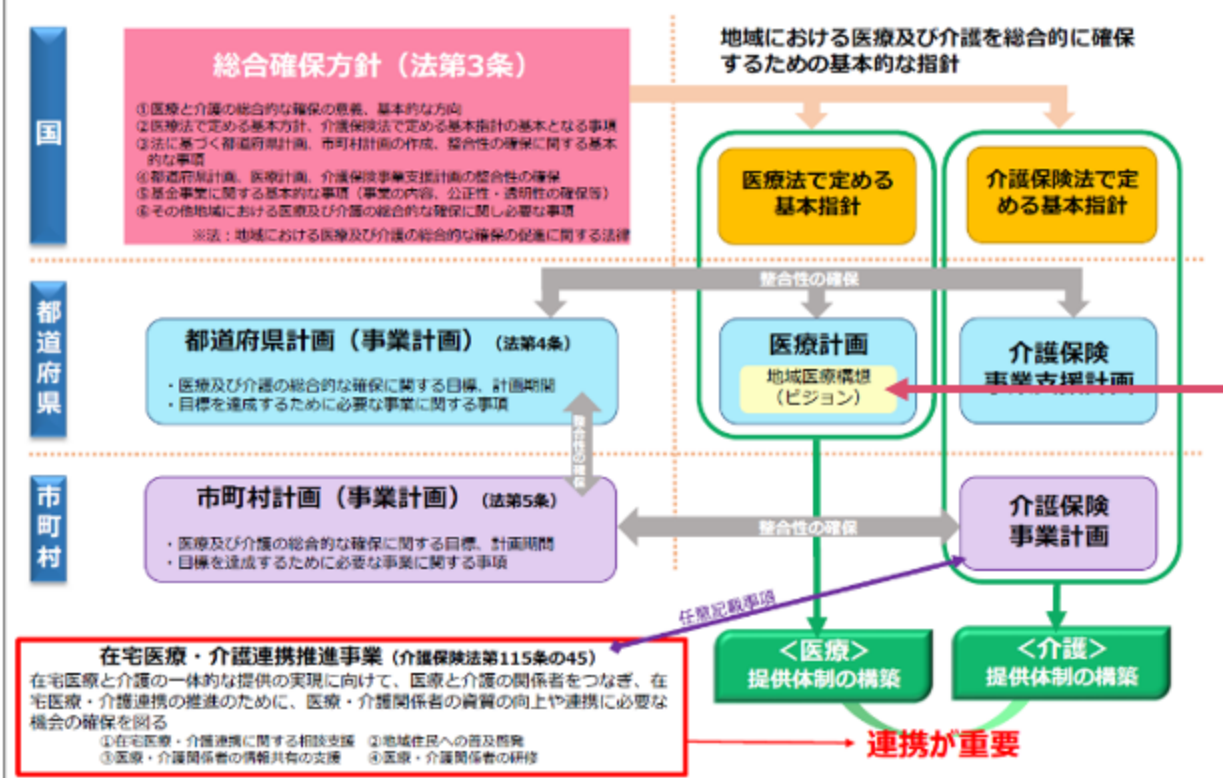 国
総合確保方針(法第3条)
①医療と介護の総合的な確保の意義、基本的な方向
②医療法で定める基本方針、介護保険法で定める基本指針の基本となる事項
③法に基づく都道府県計画、市町村計画の作成、整合性の確保に関する基本
的な事項
④都道府県計画、医療計画、介護保険事業支援計画の整合性の確保
⑤基金事業に関する基本的な事項(事業の内容、公正性・透明性の確保等)
⑥その他地域における医療及び介護の総合的な確保に関し必要な事項
※法:地域における医療及び介護の総合的な確保の促進に関する法律
地域における医療及び介護を総合的に確保
するための基本的な指針
医療法で定める
基本指針
介護保険法で定
める基本指針
整合性の確保
都道府県
都道府県計画(事業計画)(法第4条)
・医療及び介護の総合的な確保に関する目標、計画期間
・目標を達成するために必要な事業に関する事項
医療計画
地域医療構想
(ビジョン)
介護保険
事業支援計画
整合性の確保
市町村
市町村計画(事業計画)(法第5条)
・医療及び介護の総合的な確保に関する目標、計画期間
・目標を達成するために必要な事業に関する事項
整合性の確保
介護保険
事業計画
任意記載事項
在宅医療・介護連携推進事業(介護保険法第115条の45)
在宅医療と介護の一体的な提供の実現に向けて、医療と介護の関係者をつなぎ、在
宅医療・介護連携の推進のために、医療・介護関係者の資質の向上や連携に必要な
機会の確保を図る
①在宅医療・介護連携に関する相談支援 ②地域住民への普及啓発
③医療・介護関係者の情報共有の支援 ④医療・介護関係者の研修
<医療>
提供体制の構築
<介護>
提供体制の構築
連携が重要